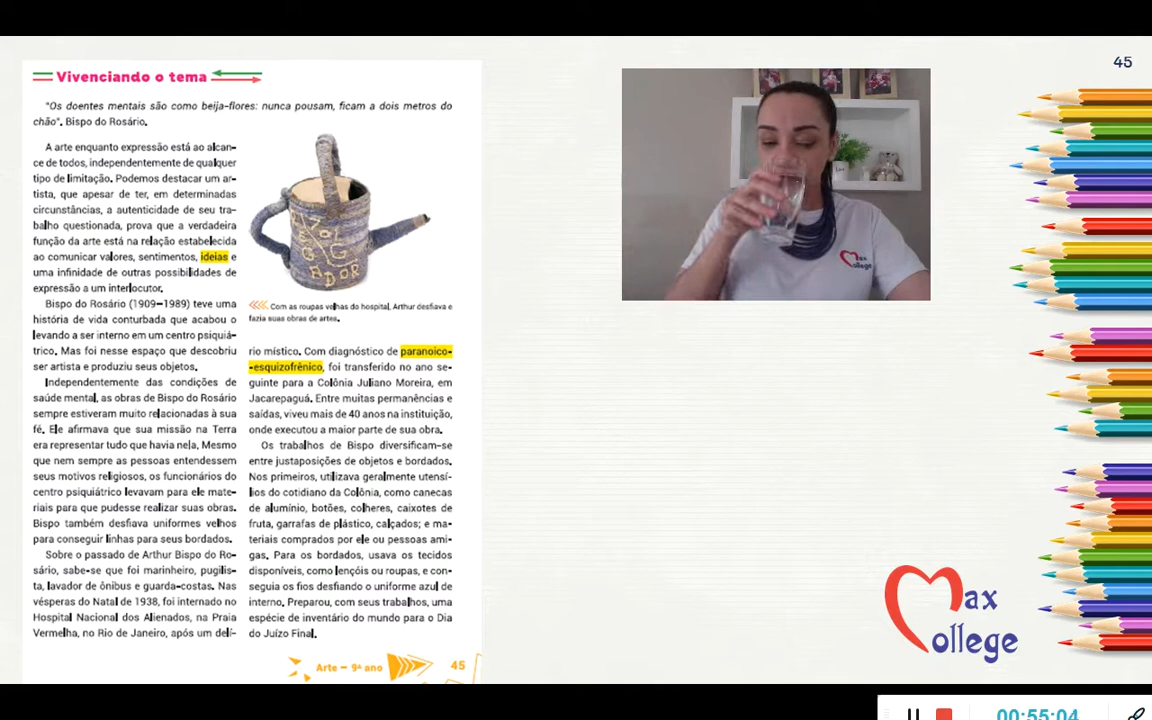 45
Vivenciando o tema
"Os doentes mentais são como beija-flores: nunca pousam, ficam a dois metros do
chão". Bispo do Rosário.
A arte enquanto expressão está ao alcan-
ce de todos, independentemente de qualquer
tipo de limitação. Podemos destacar um ar-
tista, que apesar de ter, em determinadas
circunstâncias, a autenticidade de seu tra-
balho questionada, prova que a verdadeira
função da arte está na relação estabelecida
ao comunicar valores, sentimentos, ideias e
uma infinidade de outras possibilidades de
expressão a um interlocutor.
Bispo do Rosário (1909–1989) teve uma
história de vida conturbada que acabou o
levando a ser interno em um centro psiquiá-
trico. Mas foi nesse espaço que descobriu
ser artista e produziu seus objetos.
Independentemente das condições de
saúde mental, as obras de Bispo do Rosário
sempre estiveram muito relacionadas à sua
fé. Ele afirmava que sua missão na Terra
era representar tudo que havia nela. Mesmo
que nem sempre as pessoas entendessem
seus motivos religiosos, os funcionários do
centro psiquiátrico levavam para ele mate-
riais para que pudesse realizar suas obras.
Bispo também desfiava uniformes velhos
para conseguir linhas para seus bordados.
Sobre o passado de Arthur Bispo do Ro-
sário, sabe-se que foi marinheiro, pugilis-
ta, lavador de ônibus e guarda-costas. Nas
vésperas do Natal de 1938, foi internado no
Hospital Nacional dos Alienados, na Praia
Vermelha, no Rio de Janeiro, após um delí-
Com as roupas velhas do hospital, Arthur desfiava e
fazia suas obras de artes.
rio místico. Com diagnóstico de paranoico-
-esquizofrênico, foi transferido no ano se-
guinte para a Colônia Juliano Moreira, em
Jacarepaguá. Entre muitas permanências e
saídas, viveu mais de 40 anos na instituição,
onde executou a maior parte de sua obra.
Os trabalhos de Bispo diversificam-se
entre justaposições de objetos e bordados.
Nos primeiros, utilizava geralmente utensí-
lios do cotidiano da Colônia, como canecas
de alumínio, botões, colheres, caixotes de
fruta, garrafas de plástico, calçados; e ma-
teriais comprados por ele ou pessoas ami-
gas. Para os bordados, usava os tecidos
disponíveis, como lençóis ou roupas, e con-
seguia os fios desfiando o uniforme azul de
interno. Preparou, com seus trabalhos, uma
espécie de inventário do mundo para o Dia
do Juízo Final.
Arte – 9º ano
45
Max
College
Max
College
00:55:04